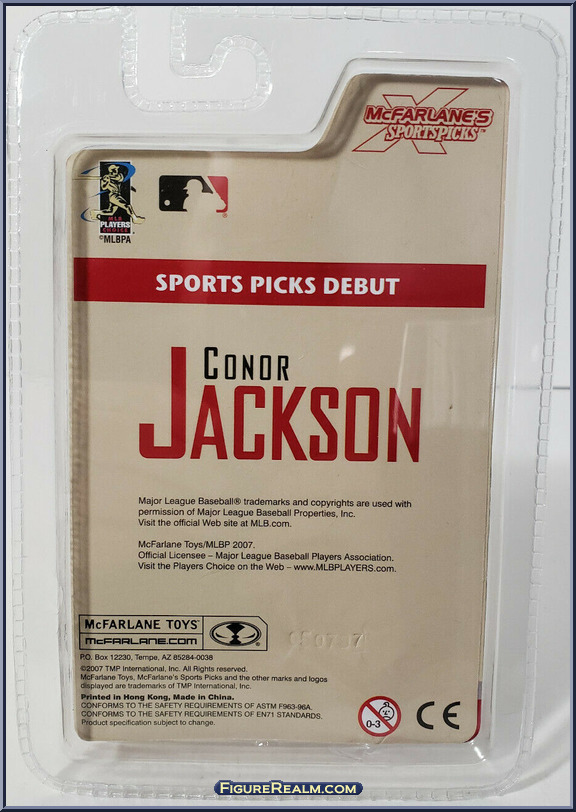 McFARLANE'S
SPORTSPICKS™
MLB
PLAYERS
CHOICE
©MLBPA
SPORTS PICKS DEBUT
CONOR
JACKSON
Major League Baseball® trademarks and copyrights are used with
permission of Major League Baseball Properties, Inc.
Visit the official Web site at MLB.com.
McFarlane Toys/MLBP 2007.
Official Licensee – Major League Baseball Players Association.
Visit the Players Choice on the Web – www.MLBPLAYERS.com.
McFARLANE TOYS
McFARLANE.COM
P.O. Box 12230, Tempe, AZ 85284-0038
©2007 TMP International, Inc. All Rights reserved.
McFarlane Toys, McFarlane's Sports Picks and the other marks and logos
displayed are trademarks of TMP International, Inc.
Printed in Hong Kong, Made in China.
CONFORMS TO THE SAFETY REQUIREMENTS OF ASTM F963-96A.
CONFORMS TO THE SAFETY REQUIREMENTS OF EN71 STANDARDS.
Product specification subject to change.
0-3
CE
FIGUREREALM.COM